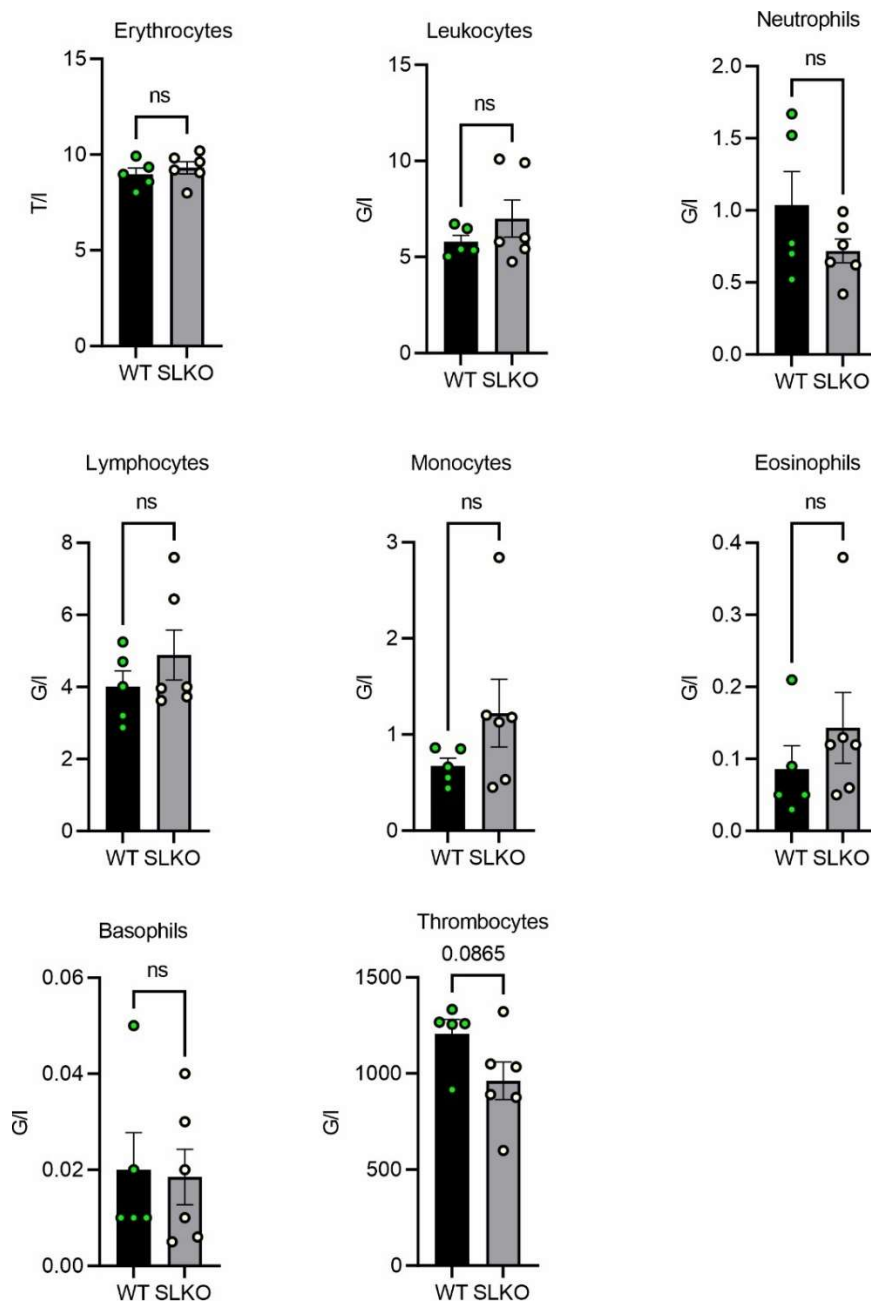 Erythrocytes
ns
15
10
5
0
T/l
WT SLKO
Leukocytes
ns
15
10
5
0
G/l
WT SLKO
Neutrophils
ns
2.0
1.5
1.0
0.5
0.0
G/l
WT SLKO
Lymphocytes
ns
8
6
4
2
0
G/l
WT SLKO
Monocytes
ns
3
2
1
0
G/l
WT SLKO
Eosinophils
ns
0.4
0.3
0.2
0.1
0.0
G/l
WT SLKO
Basophils
ns
0.06
0.04
0.02
0.00
G/l
WT SLKO
Thrombocytes
0.0865
1500
1000
500
0
G/l
WT SLKO